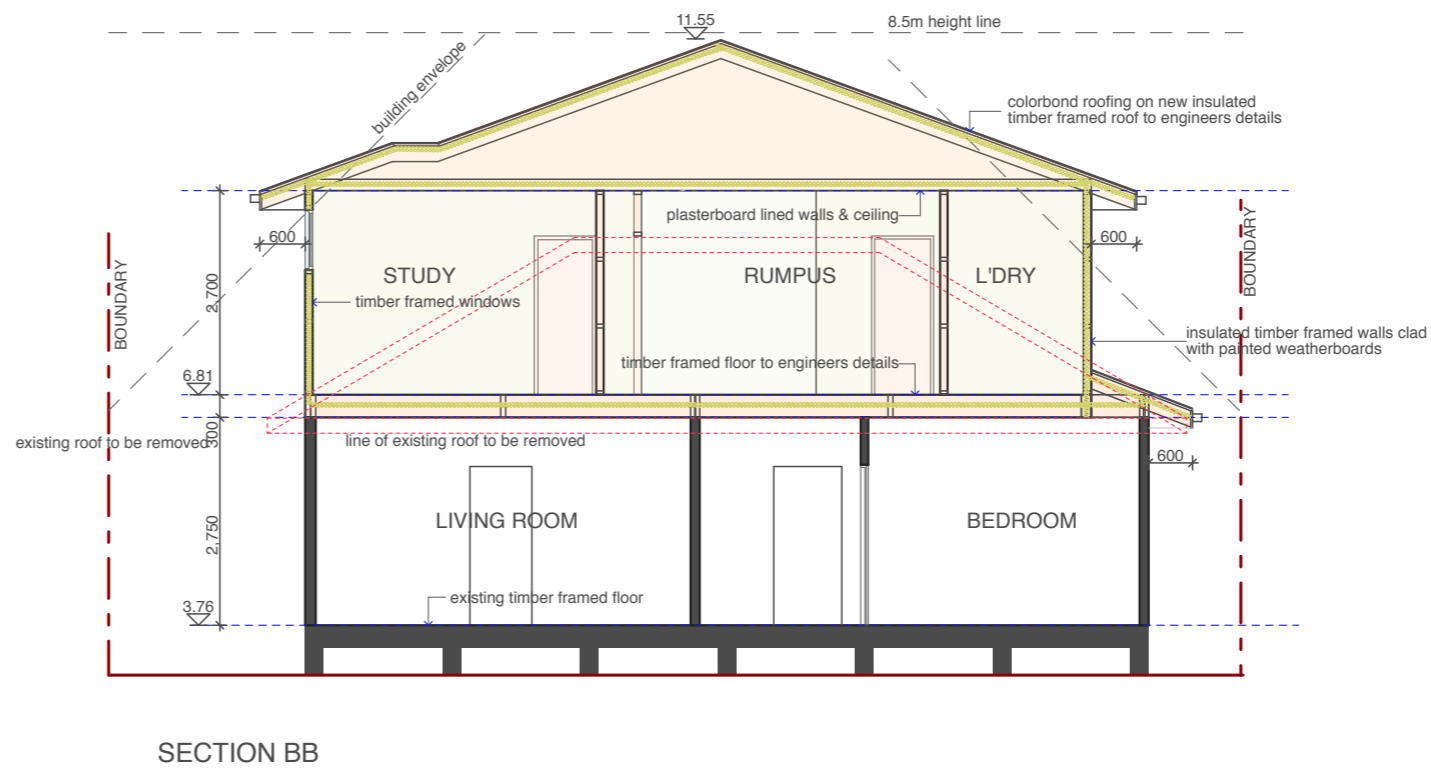 11.55
8.5m height line
building envelope
colorbond roofing on new insulated
timber framed roof to engineers details
plasterboard lined walls & ceiling
600
600
BOUNDARY
BOUNDARY
STUDY
RUMPUS
L'DRY
2,700
timber framed windows
insulated timber framed walls clad
with painted weatherboards
timber framed floor to engineers details
6.81
300
existing roof to be removed
line of existing roof to be removed
600
LIVING ROOM
BEDROOM
2,750
existing timber framed floor
3.76
SECTION BB